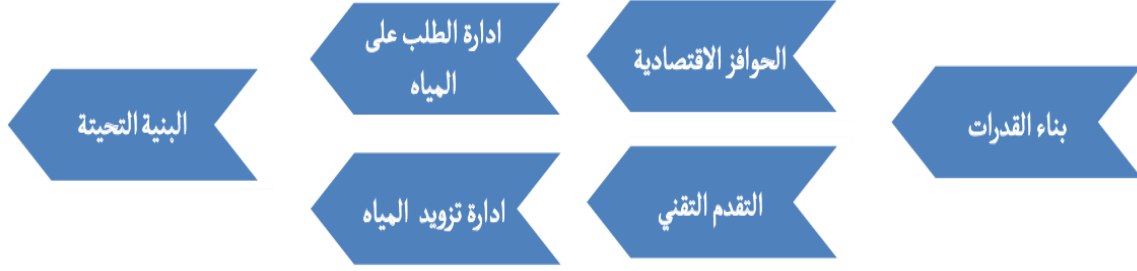 بناء القدرات
الحوافز الاقتصادية
التقدم التقني
ادارة الطلب على
المياه
ادارة تزويد المياه
البنية التحيتة